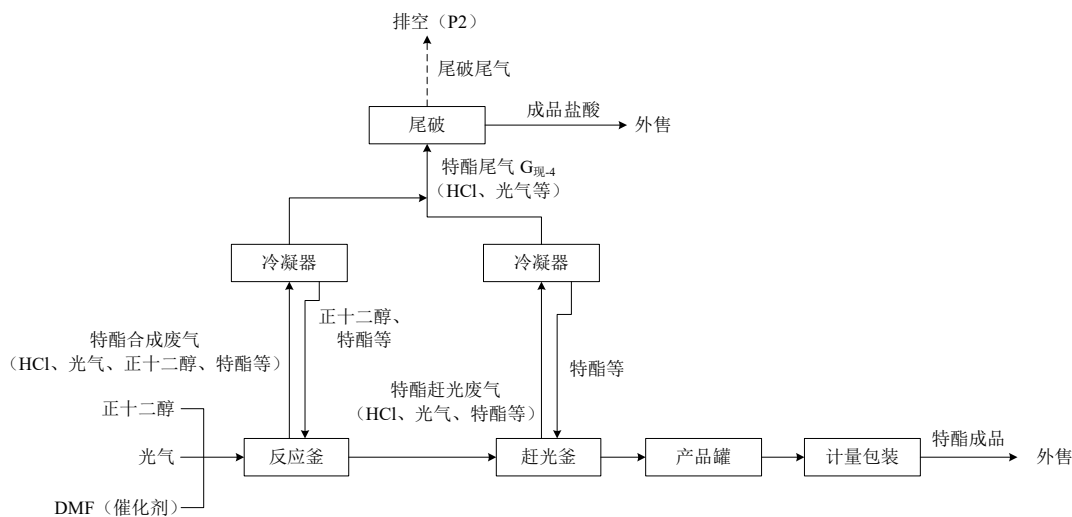 排空（P2）
尾破尾气
尾破
成品盐酸
外售
特酯尾气 G现-4
（HCl、光气等）
冷凝器
冷凝器
正十二醇、
特酯等
特酯合成废气
（HCl、光气、正十二醇、特酯等）
特酯等
特酯赶光废气
（HCl、光气、特酯等）
正十二醇
光气
DMF（催化剂）
反应釜
赶光釜
产品罐
计量包装
特酯成品
外售